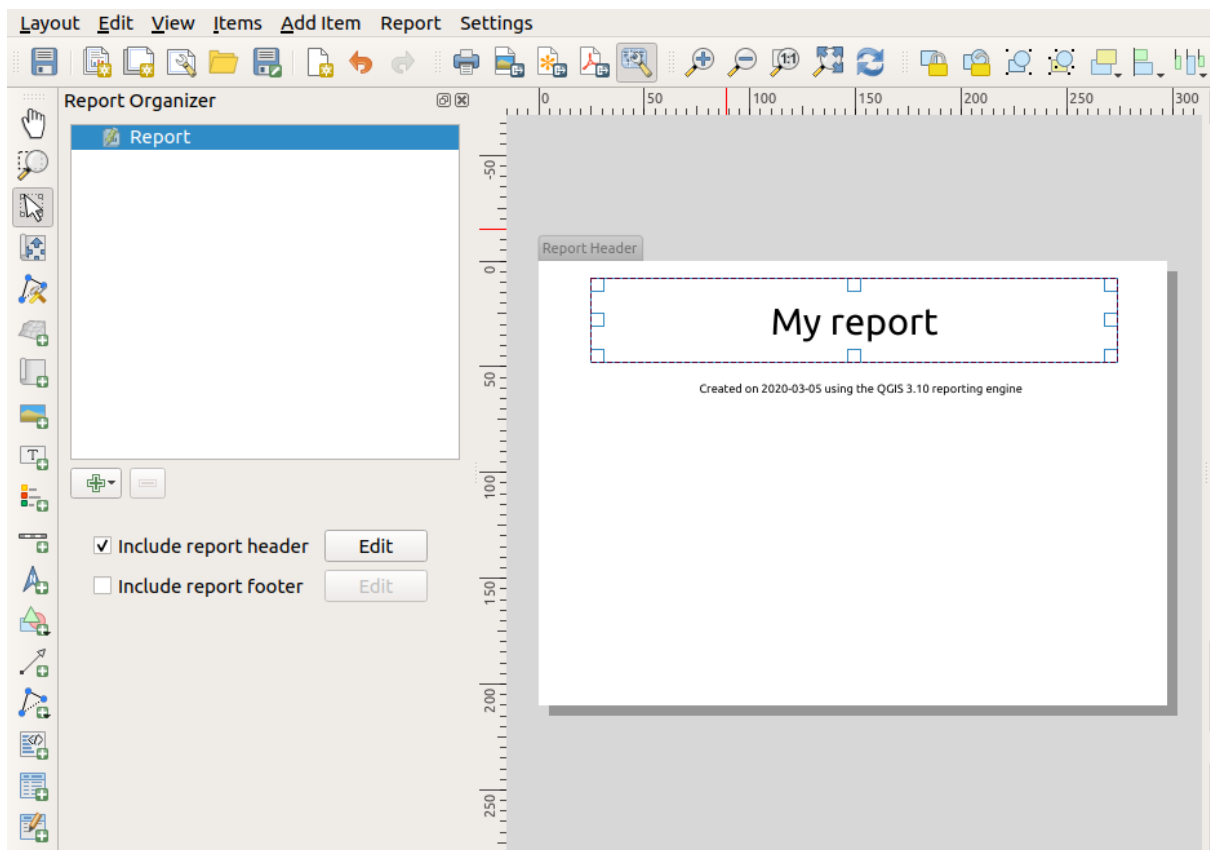 Layout Edit View Items Add Item Report Settings
1:1
Report Organizer
0 50 100 150 200 250 300
Report
-50
Report Header
0
My report
50
Created on 2020-03-05 using the QGIS 3.10 reporting engine
T
100
Include report header Edit
Include report footer Edit
150
200
</>
250